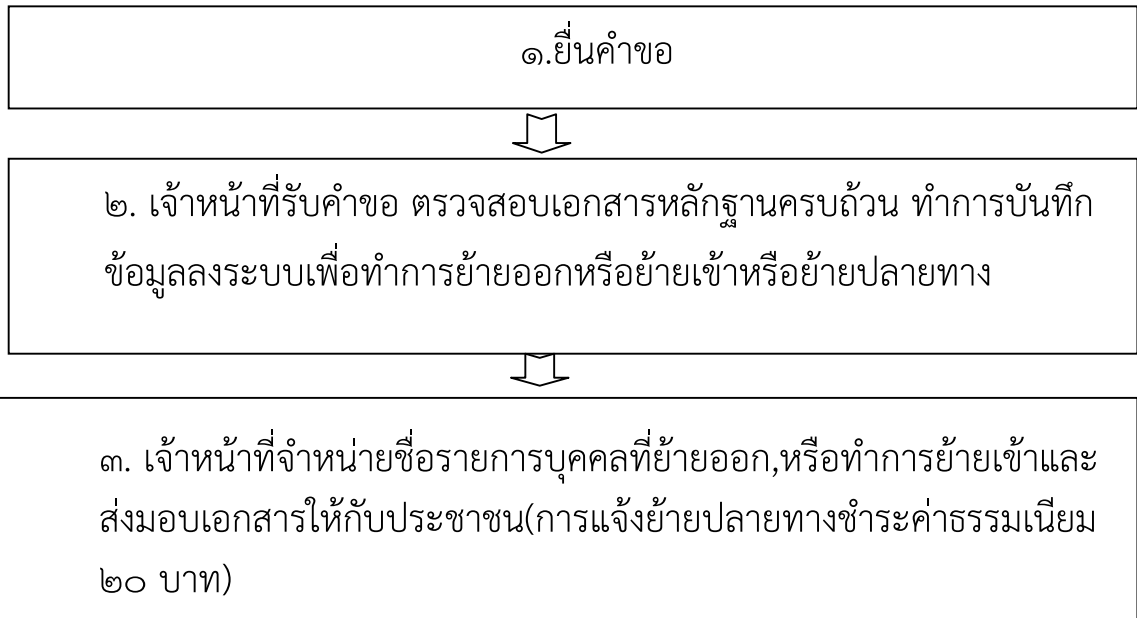 ๑.ยื่นคำขอ
๒. เจ้าหน้าที่รับคำขอ ตรวจสอบเอกสารหลักฐานครบถ้วน ทำการบันทึก
ข้อมูลลงระบบเพื่อทำการย้ายออกหรือย้ายเข้าหรือย้ายปลายทาง
๓. เจ้าหน้าที่จำหน่ายชื่อรายการบุคคลที่ย้ายออก,หรือทำการย้ายเข้าและ
ส่งมอบเอกสารให้กับประชาชน(การแจ้งย้ายปลายทางชำระค่าธรรมเนียม
๒๐ บาท)